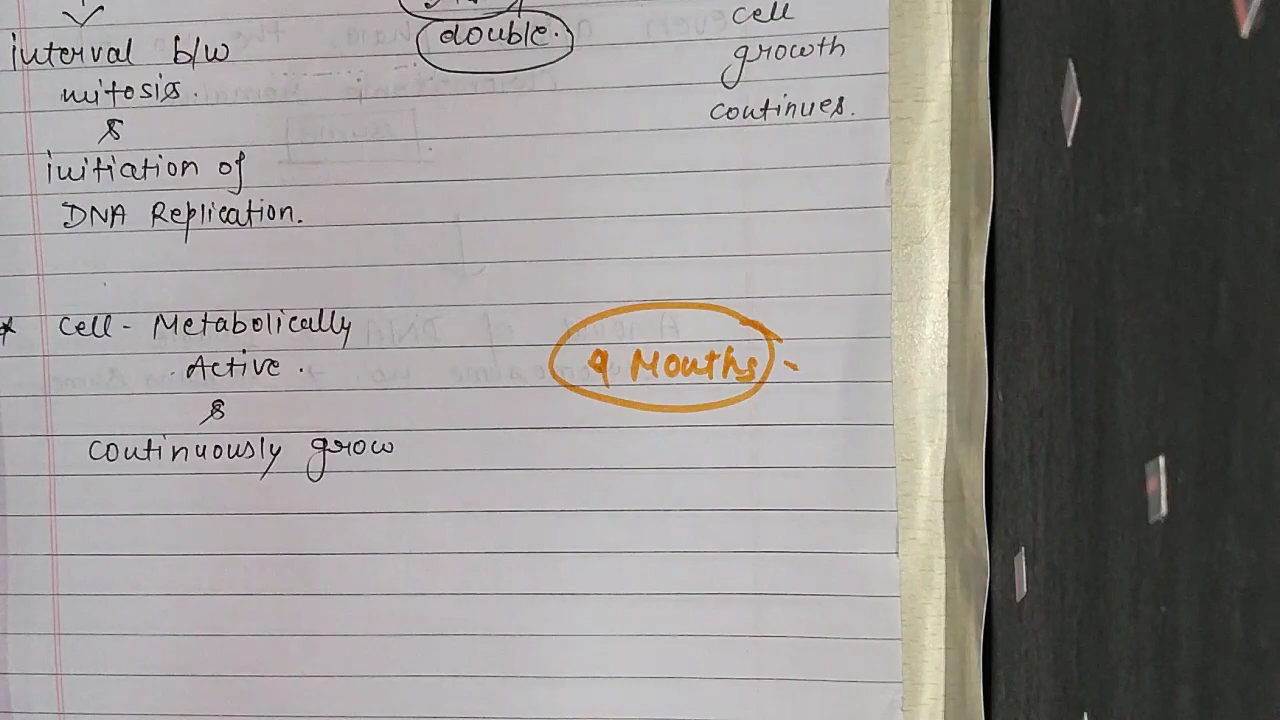 interval b/w
mitosis.
&
initiation of
DNA Replication.
double.
cell
growth
continues.
* Cell - Metabolically
Active.
&
continuously grow
9 Months